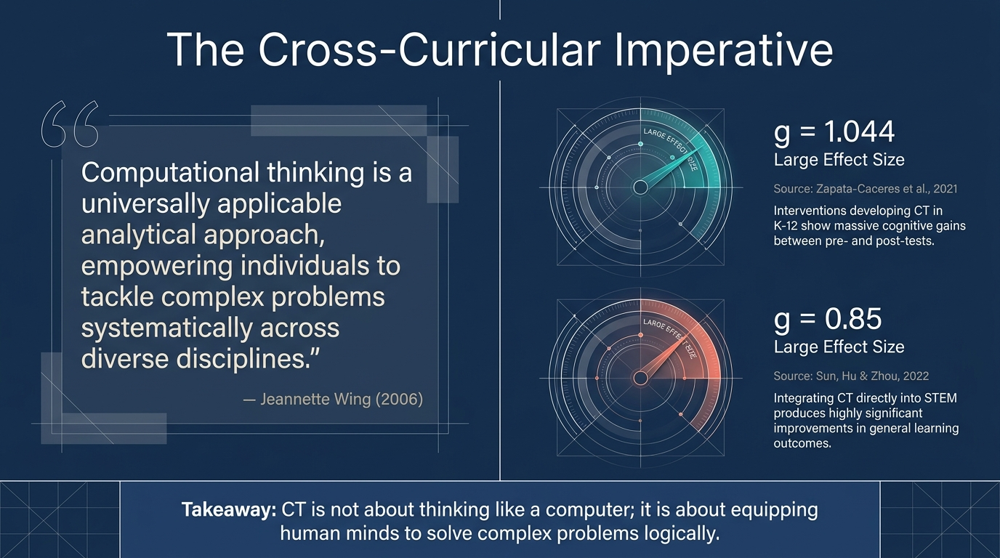 The Cross-Curricular Imperative
“
Computational thinking is a
universally applicable
analytical approach,
empowering individuals to
tackle complex problems
systematically across
diverse disciplines.”
— Jeannette Wing (2006)
LARGE EFFECT SIZE
g = 1.044
Large Effect Size
Source: Zapata-Caceres et al., 2021
Interventions developing CT in
K-12 show massive cognitive gains
between pre- and post-tests.
LARGE EFFECT
g = 0.85
Large Effect Size
Source: Sun, Hu & Zhou, 2022
Integrating CT directly into STEM
produces highly significant
improvements in general learning
outcomes.
Takeaway: CT is not about thinking like a computer; it is about equipping
human minds to solve complex problems logically.